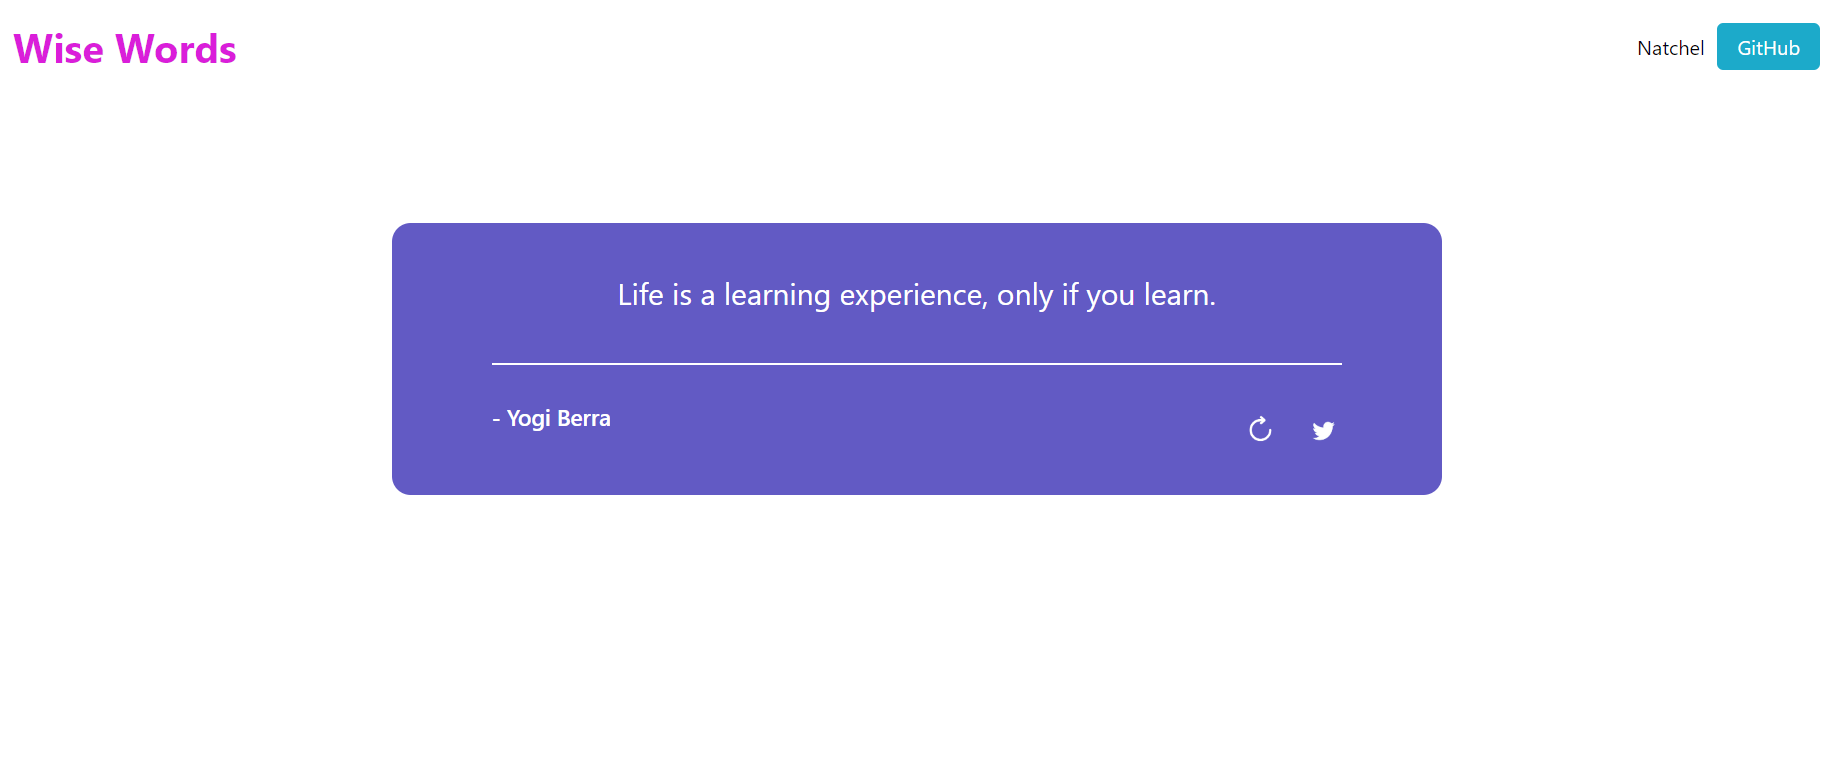 Wise Words
Natchel
GitHub
Life is a learning experience, only if you learn.
- Yogi Berra